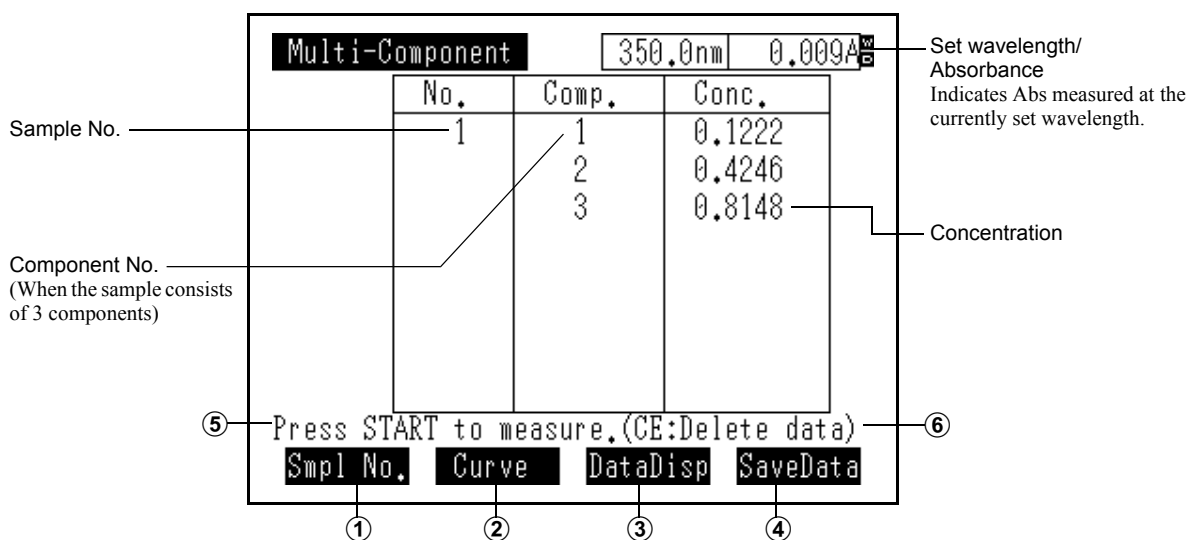 Multi-Component 350.0nm 0.009A
No. Comp. Conc.
1 1 0.1222
2 0.4246
3 0.8148
Press START to measure.(CE:Delete data)
Smpl No. Curve DataDisp SaveData
Sample No.
Component No.
(When the sample consists
of 3 components)
Set wavelength/
Absorbance
Indicates Abs measured at the
currently set wavelength.
Concentration
⑤
⑥
① ② ③ ④